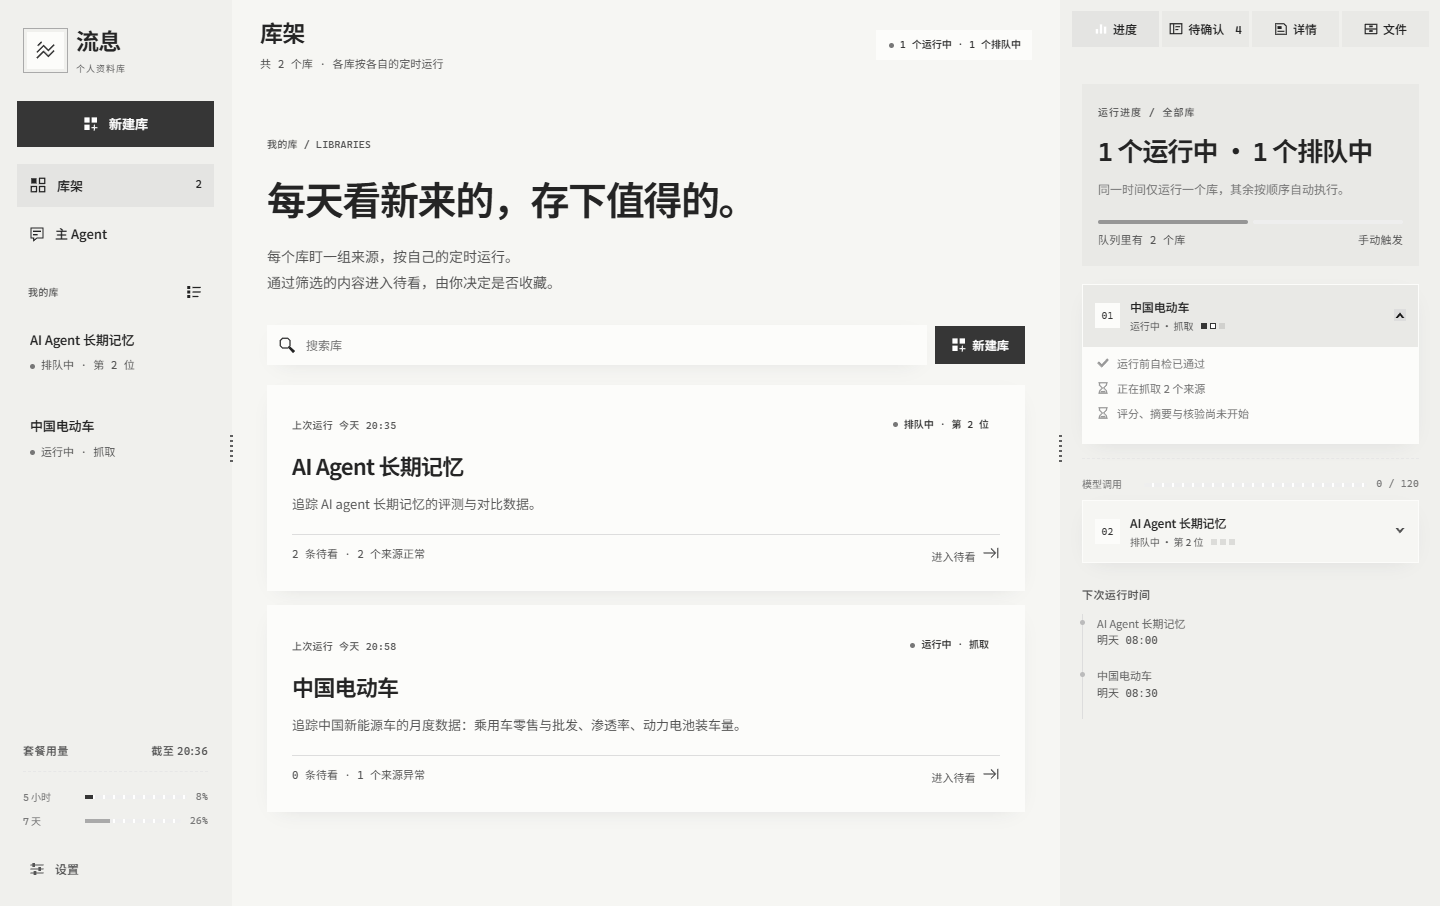 流息
个人资料库
新建库
库架 2
主 Agent
我的库
AI Agent 长期记忆
排队中 · 第 2 位
中国电动车
运行中 · 抓取
套餐用量 截至 20:36
5 小时 8%
7 天 26%
设置
库架
共 2 个库 · 各库按各自的定时运行
1 个运行中 · 1 个排队中
我的库 / LIBRARIES
每天看新来的，存下值得的。
每个库盯一组来源，按自己的定时运行。
通过筛选的内容进入待看，由你决定是否收藏。
搜索库
新建库
上次运行 今天 20:35
排队中 · 第 2 位
AI Agent 长期记忆
追踪 AI agent 长期记忆的评测与对比数据。
2 条待看 · 2 个来源正常
进入待看
上次运行 今天 20:58
运行中 · 抓取
中国电动车
追踪中国新能源车的月度数据：乘用车零售与批发、渗透率、动力电池装车量。
0 条待看 · 1 个来源异常
进入待看
进度 待确认 4 详情 文件
运行进度 / 全部库
1 个运行中 · 1 个排队中
同一时间仅运行一个库，其余按顺序自动执行。
队列里有 2 个库 手动触发
01 中国电动车
运行中 · 抓取
运行前自检已通过
正在抓取 2 个来源
评分、摘要与核验尚未开始
模型调用 0 / 120
02 AI Agent 长期记忆
排队中 · 第 2 位
下次运行时间
AI Agent 长期记忆
明天 08:00
中国电动车
明天 08:30